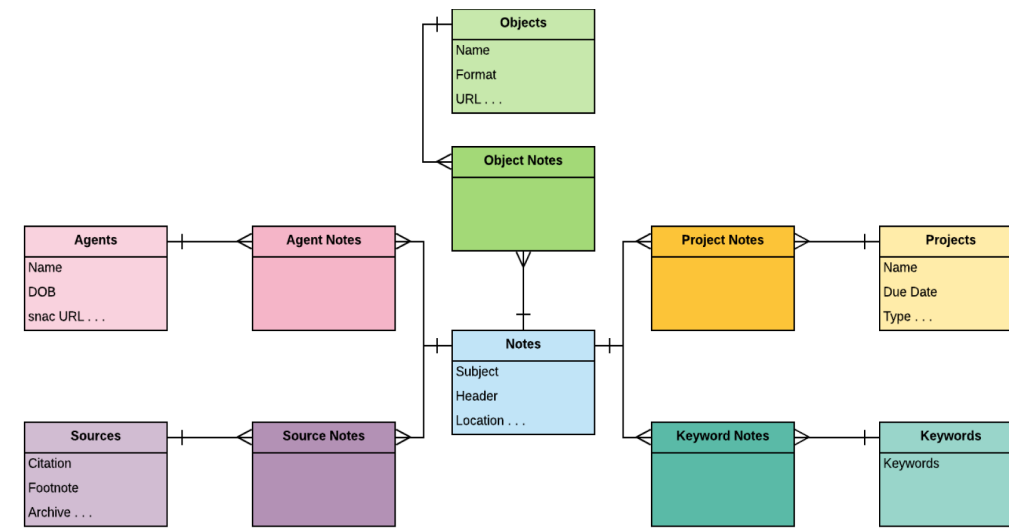 Objects
Name
Format
URL . . .
Object Notes
Agents
Name
DOB
snac URL . . .
Agent Notes
Project Notes
Projects
Name
Due Date
Type . . .
Notes
Subject
Header
Location . . .
Sources
Citation
Footnote
Archive . . .
Source Notes
Keyword Notes
Keywords
Keywords